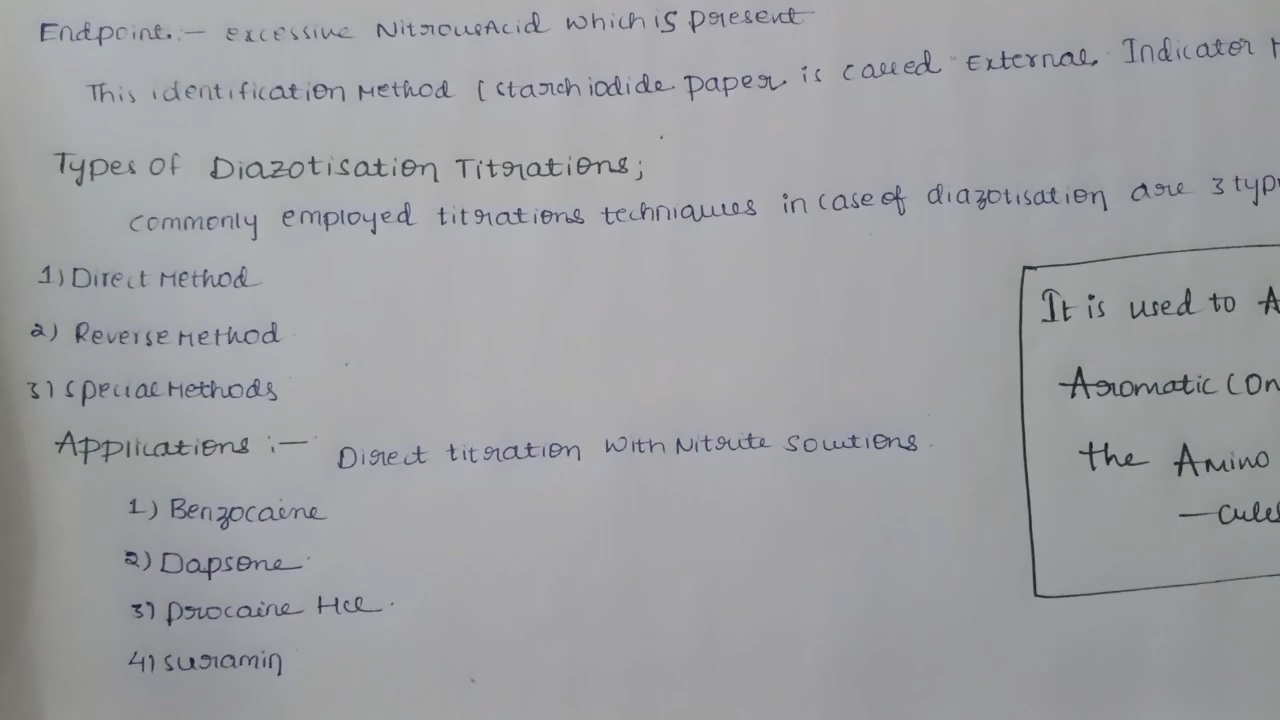 Endpoint:- excessive NitrousAcid which is present
This identification Method (starch iodide paper is called External Indicator
Types Of Diazotisation Titrations;
commonly employed titrations techniques in case of diazotisation are 3 typ
1) Direct Method
2) Reverse Method
3) Special Methods
Applications :- Direct titration With Nitrite Solutions.
1) Benzocaine
2) Dapsone
3) procaine Hcl.
4) suramin
It is used to A
Aromatic Con
the Amino
-cules